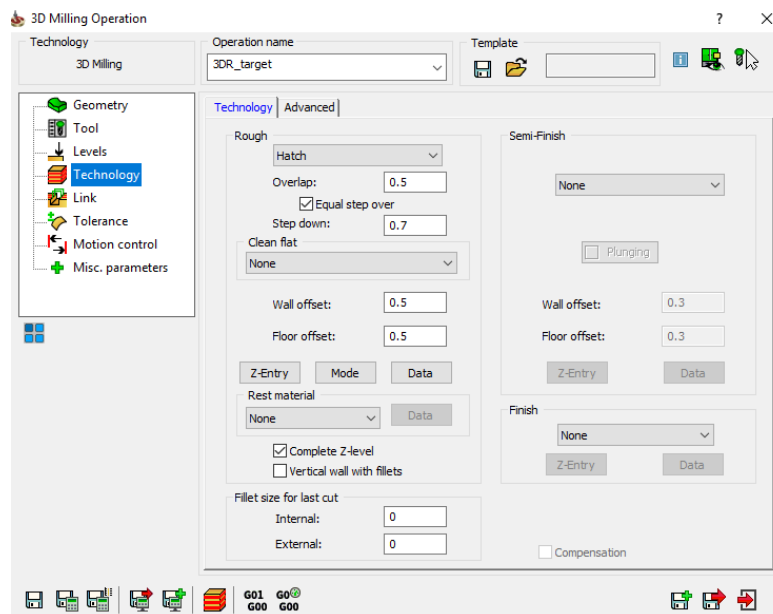 3D Milling Operation
?
Technology
3D Milling
Operation name
3DR_target
Template
Geometry
Tool
Levels
Technology
Link
Tolerance
Motion control
Misc. parameters
Technology
Advanced
Rough
Hatch
Overlap: 0.5
Equal step over
Step down: 0.7
Clean flat
None
Wall offset: 0.5
Floor offset: 0.5
Z-Entry Mode Data
Rest material
None Data
Complete Z-level
Vertical wall with fillets
Fillet size for last cut
Internal: 0
External: 0
Semi-Finish
None
Plunging
Wall offset: 0.3
Floor offset: 0.3
Z-Entry Data
Finish
None
Z-Entry Data
Compensation
G01 G0
G00 G00